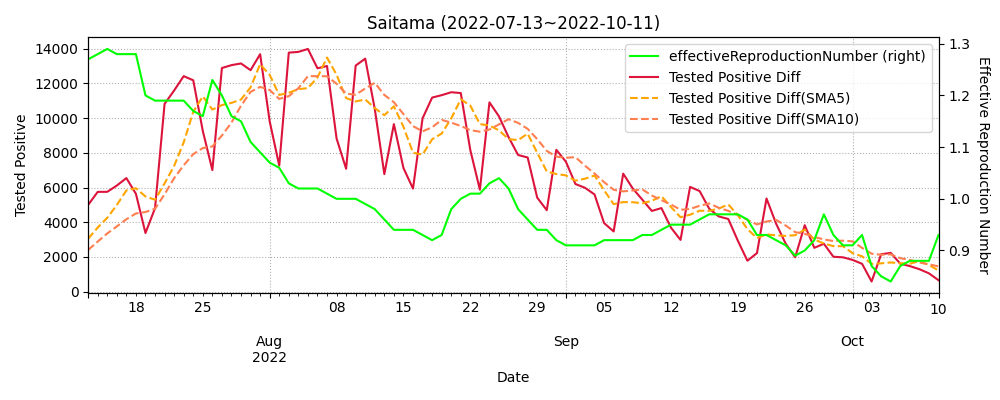 Saitama (2022-07-13~2022-10-11)
effectiveReproductionNumber (right)
Tested Positive Diff
Tested Positive Diff(SMA5)
Tested Positive Diff(SMA10)
Tested Positive
14000
12000
10000
8000
6000
4000
2000
0
Effective Reproduction Number
1.3
1.2
1.1
1.0
0.9
18 25 08 15 22 29 05 12 19 26 03 10
Aug Sep Oct
2022
Date